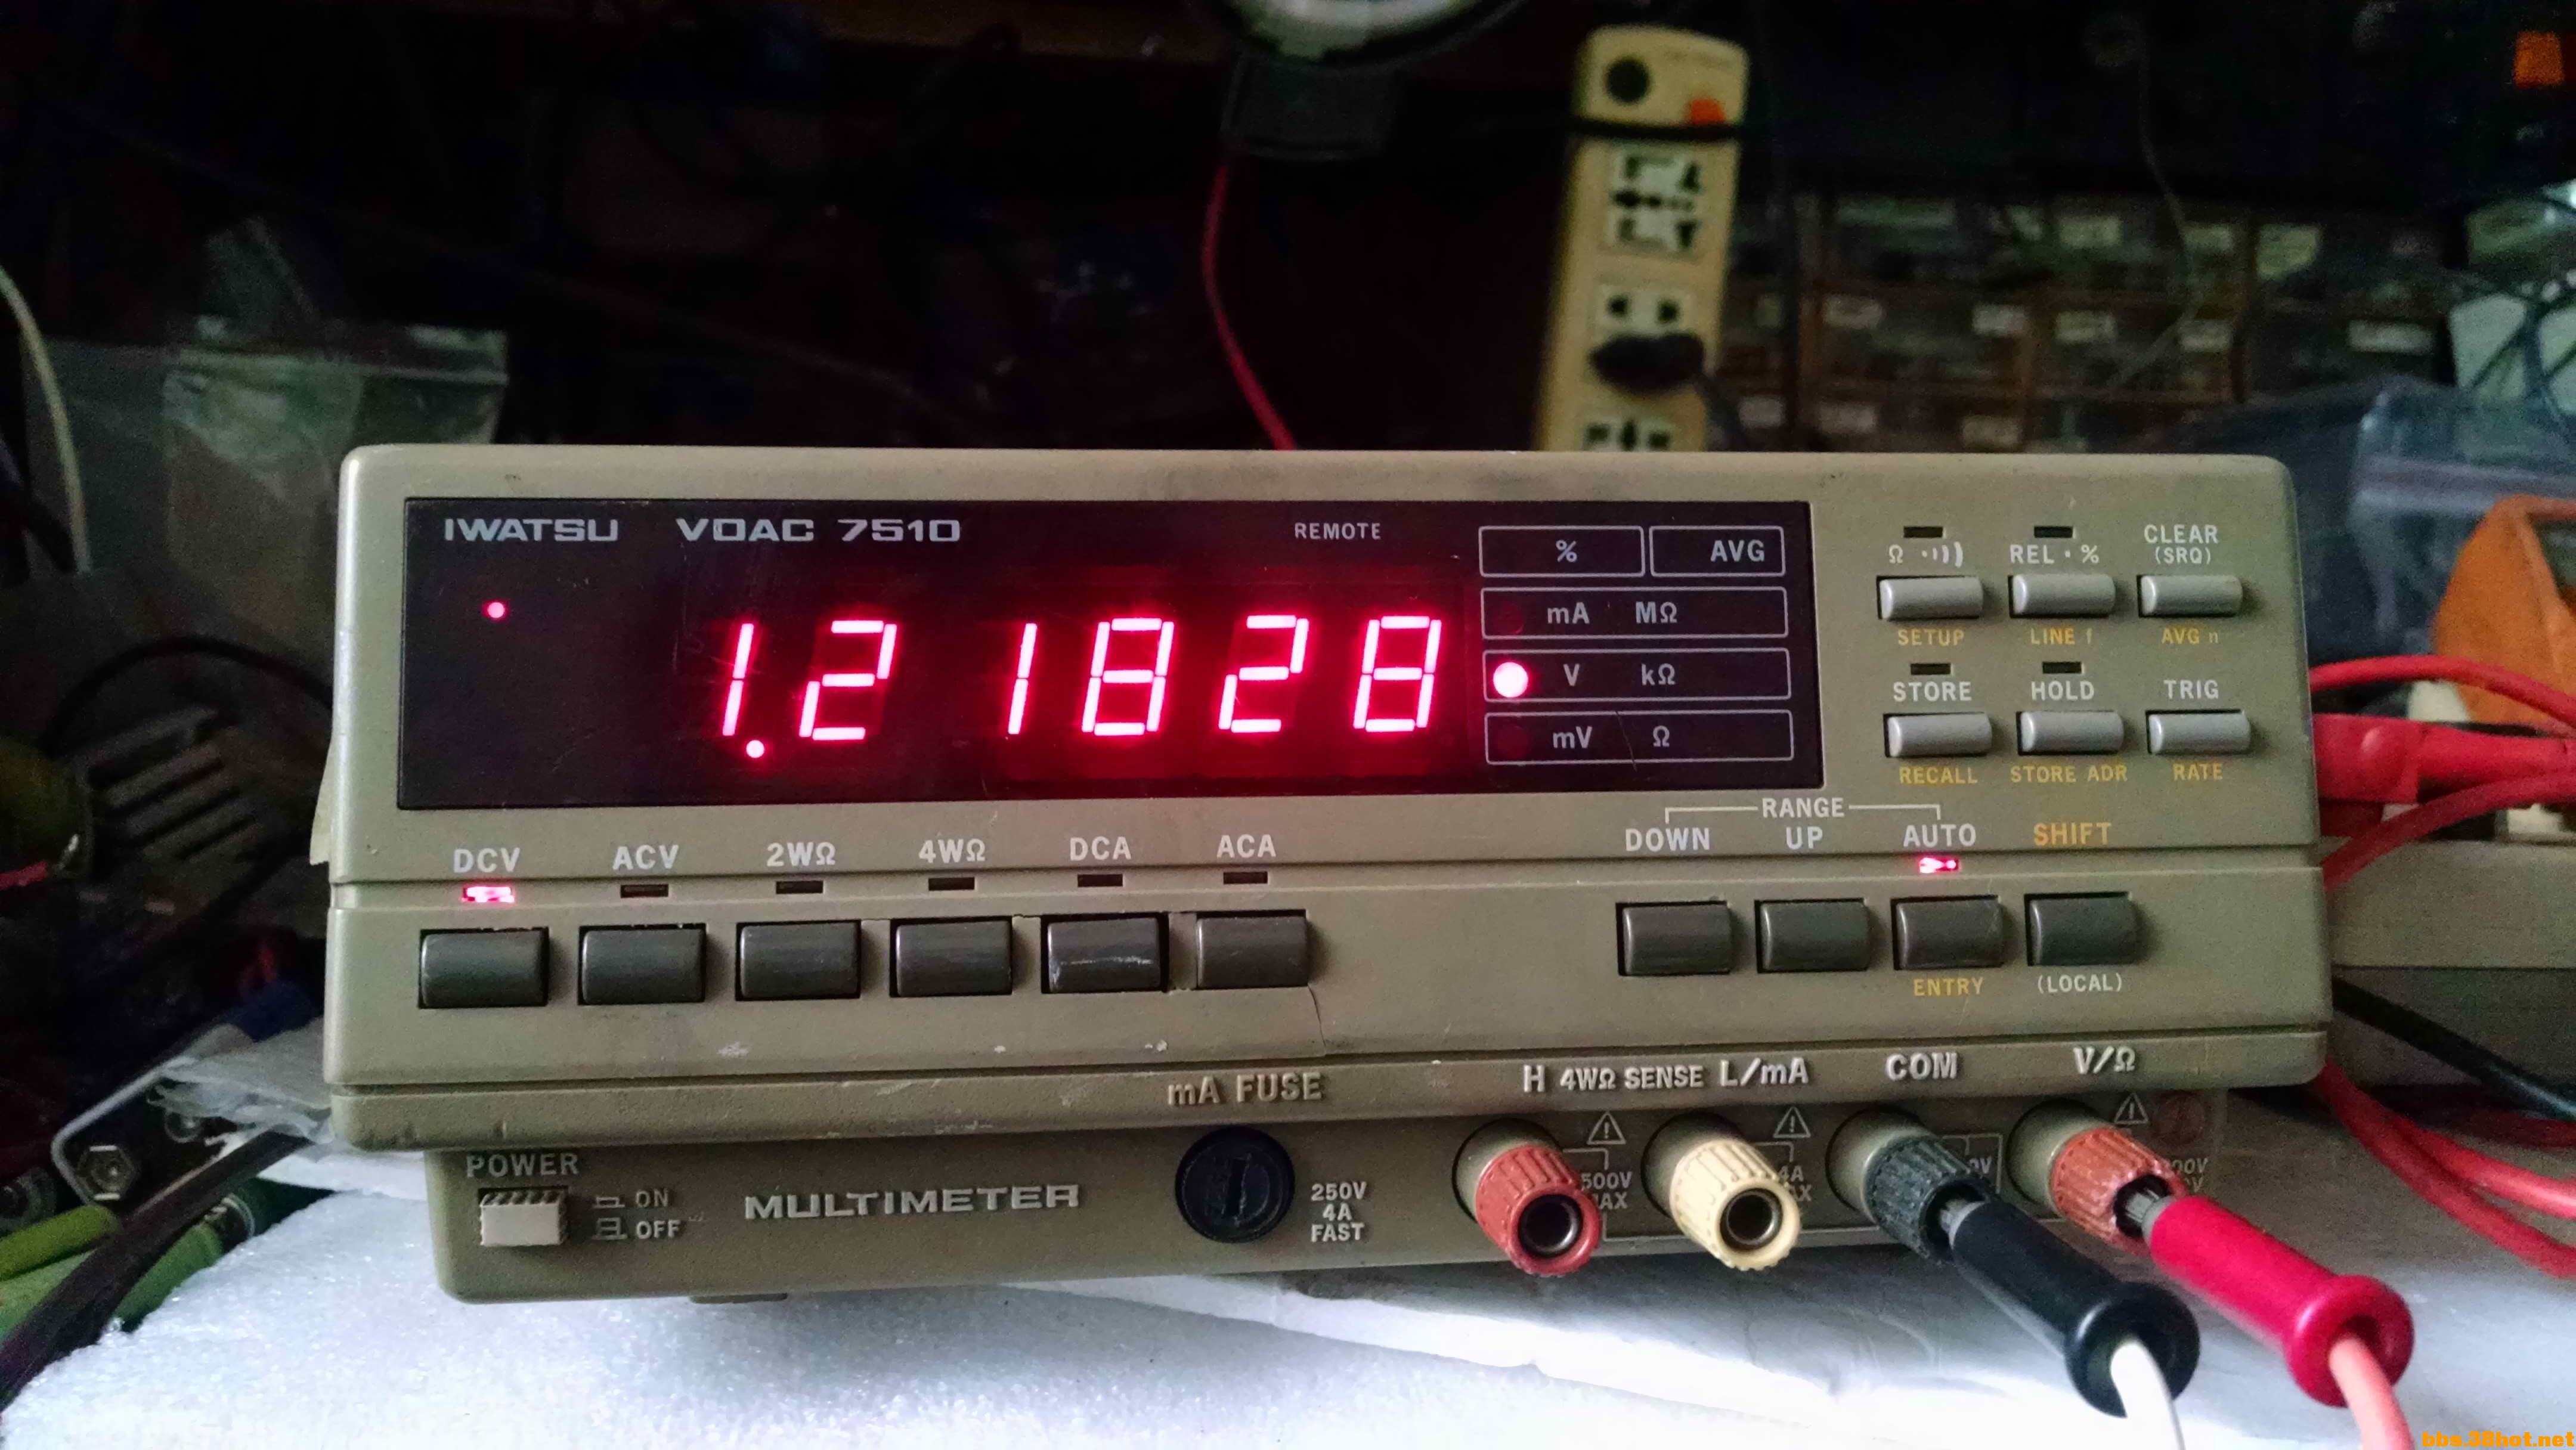 IWATSU VOAC 7510 REMOTE
% AVG
1.21828
mA MΩ
V kΩ
mV Ω
Ω REL·% CLEAR
(SRQ)
SETUP LINE f AVG n
STORE HOLD TRIG
RECALL STORE ADR RATE
RANGE
DCV ACV 2WΩ 4WΩ DCA ACA DOWN UP AUTO SHIFT
ENTRY (LOCAL)
mA FUSE H 4WΩ SENSE L/mA COM V/Ω
POWER
ON
OFF
MULTIMETER
250V
4A
FAST
500V
bbs.38hot.net